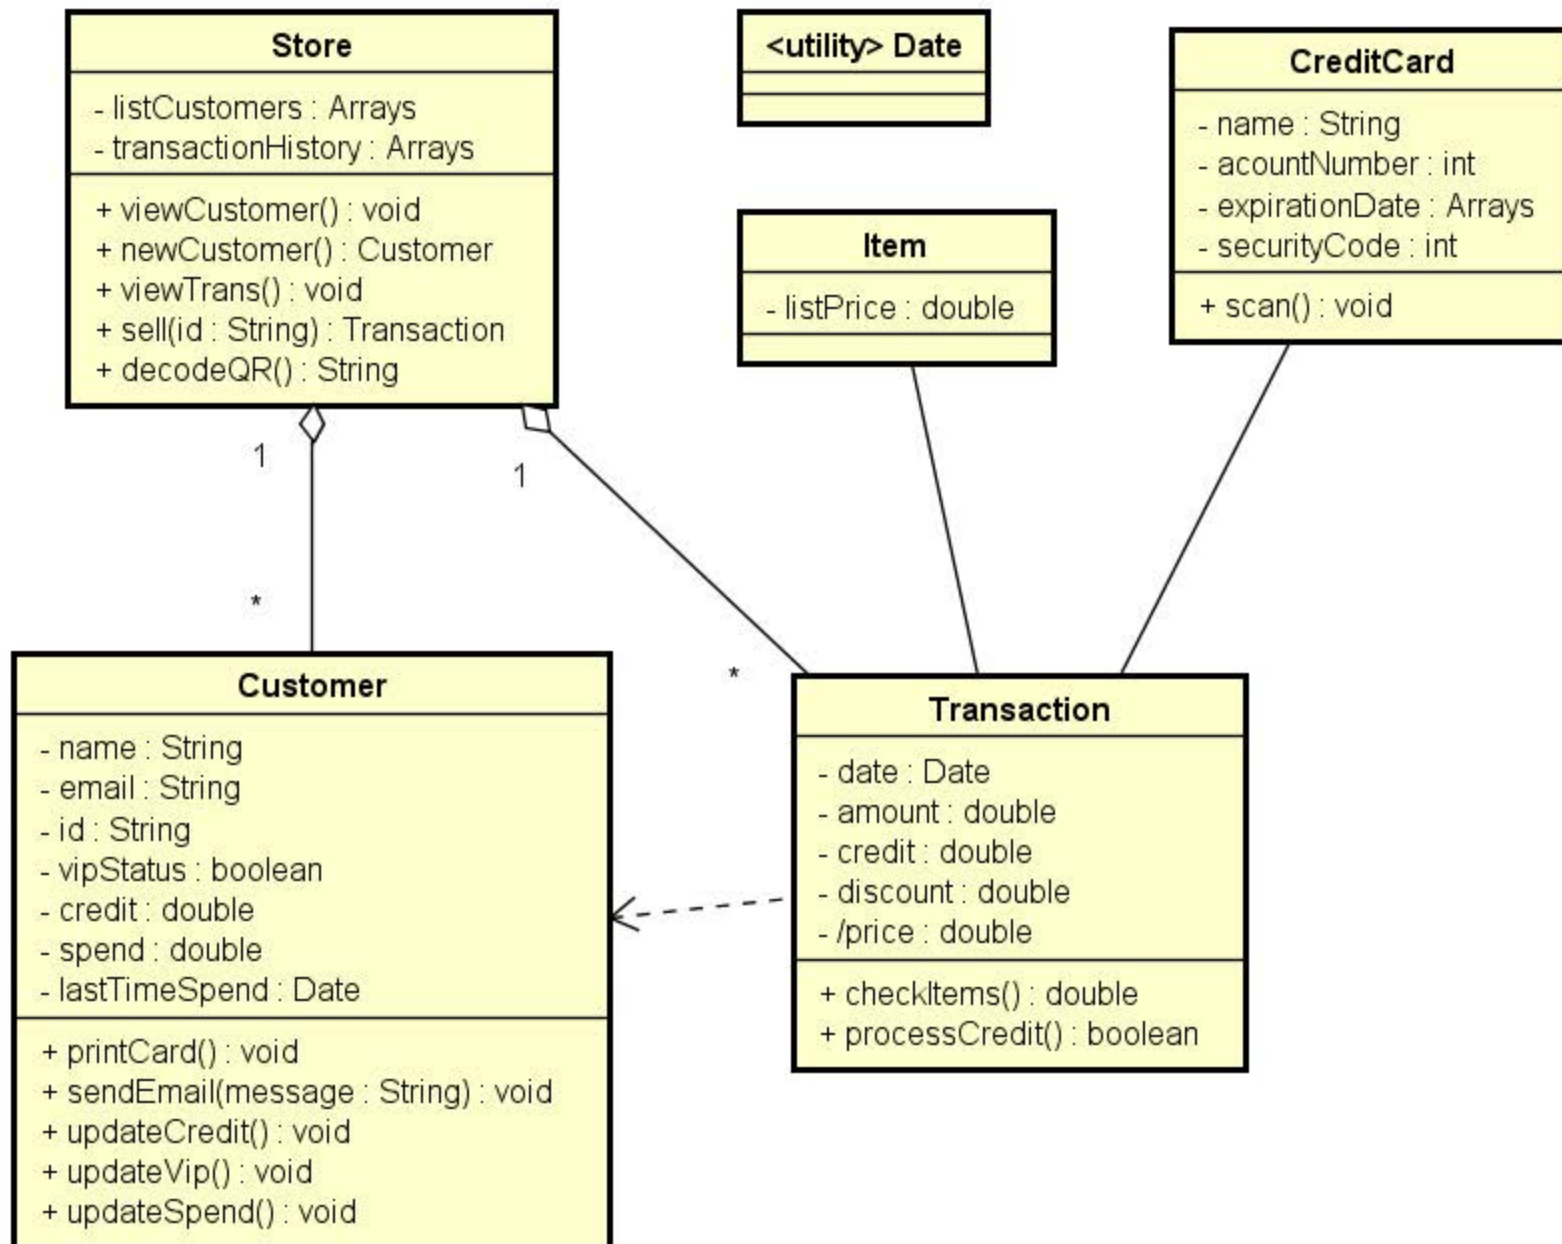 Store
- listCustomers : Arrays
- transactionHistory : Arrays
+ viewCustomer() : void
+ newCustomer() : Customer
+ viewTrans() : void
+ sell(id : String) : Transaction
+ decodeQR() : String
<utility> Date
Item
- listPrice : double
CreditCard
- name : String
- acountNumber : int
- expirationDate : Arrays
- securityCode : int
+ scan() : void
1
1
*
*
Customer
- name : String
- email : String
- id : String
- vipStatus : boolean
- credit : double
- spend : double
- lastTimeSpend : Date
+ printCard() : void
+ sendEmail(message : String) : void
+ updateCredit() : void
+ updateVip() : void
+ updateSpend() : void
Transaction
- date : Date
- amount : double
- credit : double
- discount : double
- /price : double
+ checkItems() : double
+ processCredit() : boolean